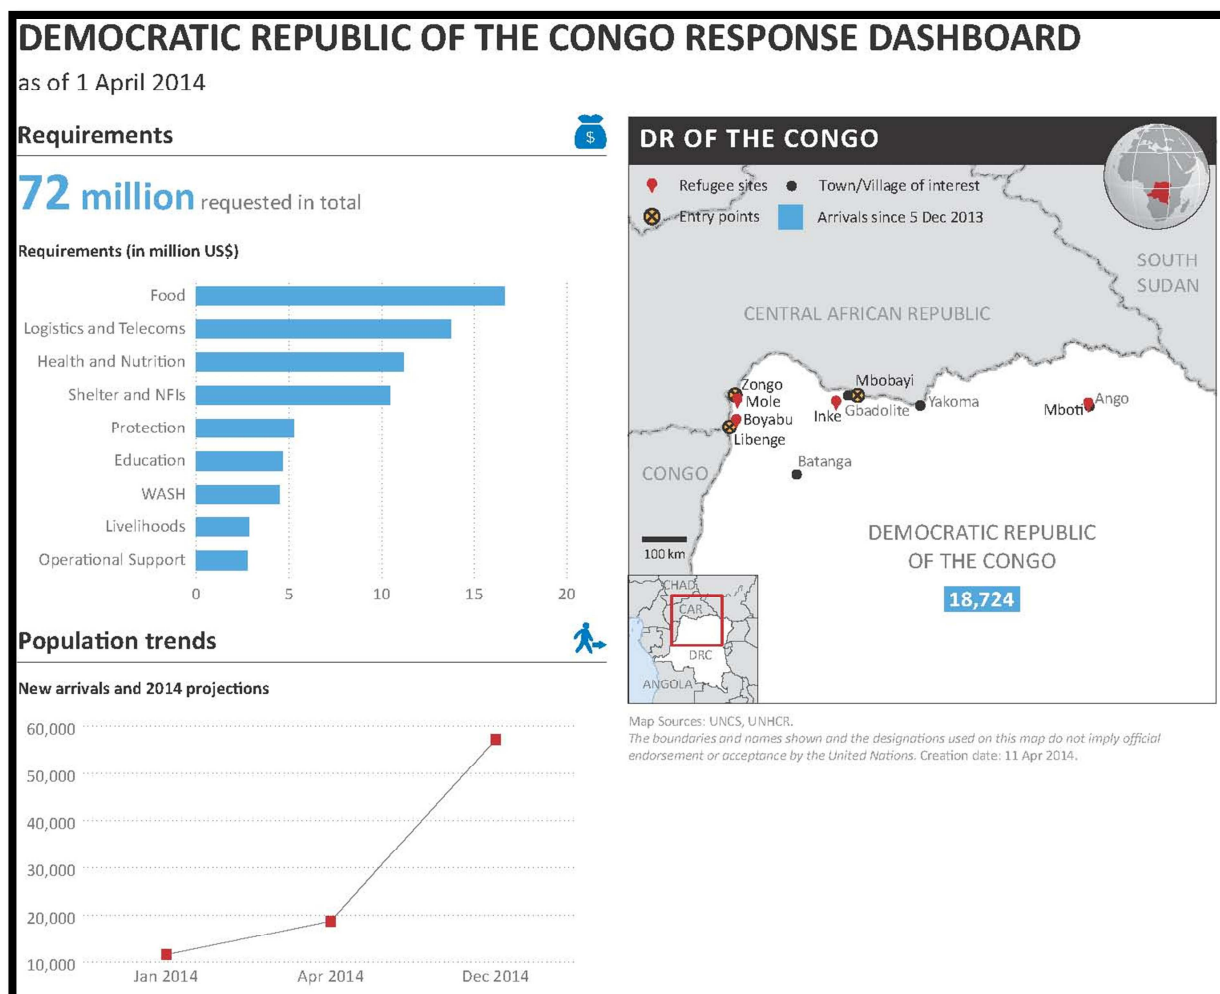 DEMOCRATIC REPUBLIC OF THE CONGO RESPONSE DASHBOARD
as of 1 April 2014
Requirements
$
72 million requested in total
Requirements (in million US$)
Food
Logistics and Telecoms
Health and Nutrition
Shelter and NFIs
Protection
Education
WASH
Livelihoods
Operational Support
0 5 10 15 20
Population trends
New arrivals and 2014 projections
60,000
50,000
40,000
30,000
20,000
10,000
Jan 2014 Apr 2014 Dec 2014
DR OF THE CONGO
Refugee sites Town/Village of interest
Entry points Arrivals since 5 Dec 2013
SOUTH
SUDAN
CENTRAL AFRICAN REPUBLIC
Zongo
Mole
Boyabu
Libenge
Mbobayi
Inke Gbadolite
Yakoma
Mboti Ango
Batanga
CONGO
DEMOCRATIC REPUBLIC
OF THE CONGO
18,724
100 km
CHAD
CAR
DRC
ANGOLA
Map Sources: UNCS, UNHCR.
The boundaries and names shown and the designations used on this map do not imply official
endorsement or acceptance by the United Nations. Creation date: 11 Apr 2014.